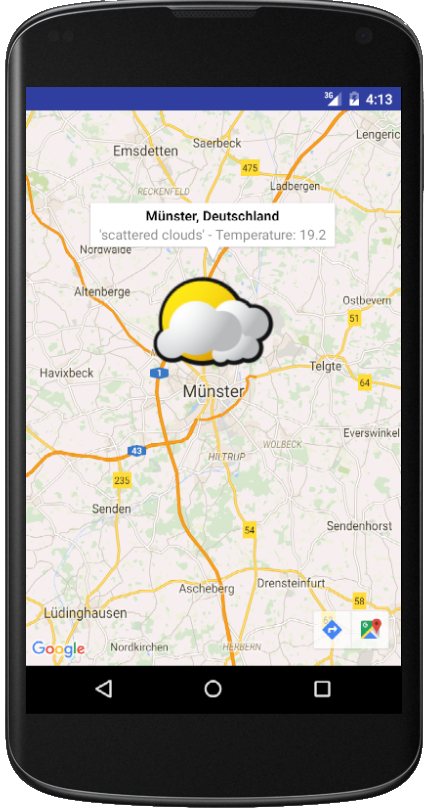 3G
4:13
Lengeric
Saerbeck
Emsdetten
475
Ladbergen
RECKENFELD
Münster, Deutschland
'scattered clouds' - Temperature: 19.2
Nordwalde
Altenberge
Ostbevern
51
Telgte
Havixbeck
1
64
Münster
Everswinkel
WOLBECK
43
HILTRUP
235
Senden
Sendenhorst
54
Drensteinfurt
Ascheberg
58
Lüdinghausen
Google
Nordkirchen
HERBERN